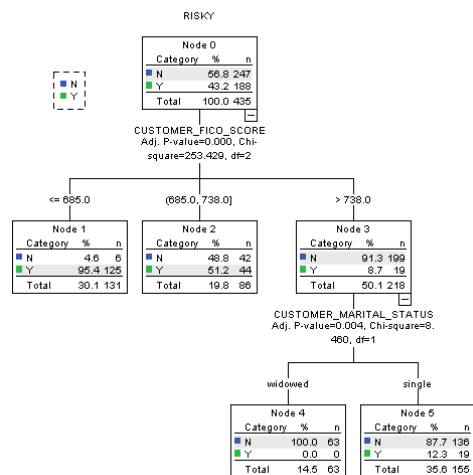 RISKY
Node 0
Category % n
N 56.8 247
Y 43.2 188
Total 100.0 435
N
Y
CUSTOMER_FICO_SCORE
Adj. P-value=0.000, Chi-
square=253.429, df=2
<= 685.0
(685.0, 738.0]
> 738.0
Node 1
Category % n
N 4.6 6
Y 95.4 125
Total 30.1 131
Node 2
Category % n
N 48.8 42
Y 51.2 44
Total 19.8 86
Node 3
Category % n
N 91.3 199
Y 8.7 19
Total 50.1 218
CUSTOMER_MARITAL_STATUS
Adj. P-value=0.004, Chi-square=8.
460, df=1
widowed
single
Node 4
Category % n
N 100.0 63
Y 0.0 0
Total 14.5 63
Node 5
Category % n
N 87.7 136
Y 12.3 19
Total 35.6 155